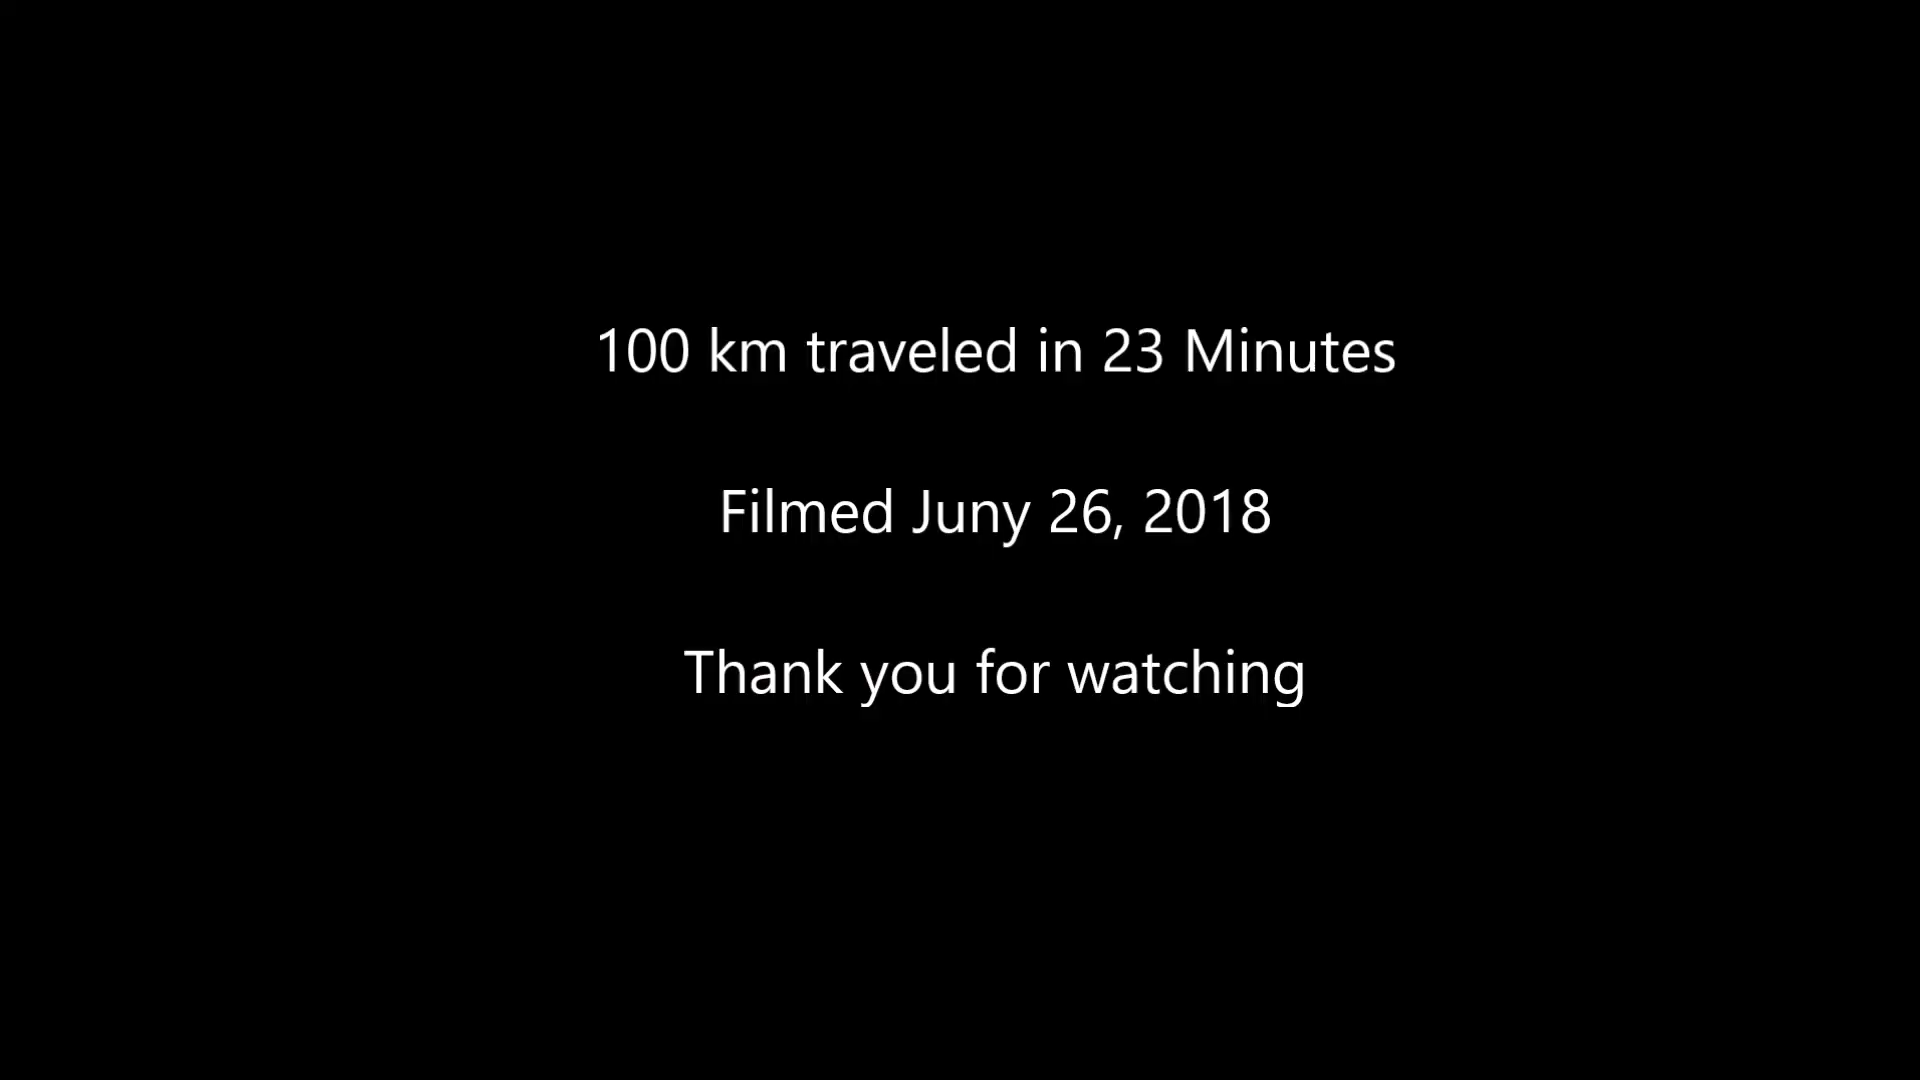 100 km traveled in 23 Minutes
Filmed Juny 26, 2018
Thank you for watching